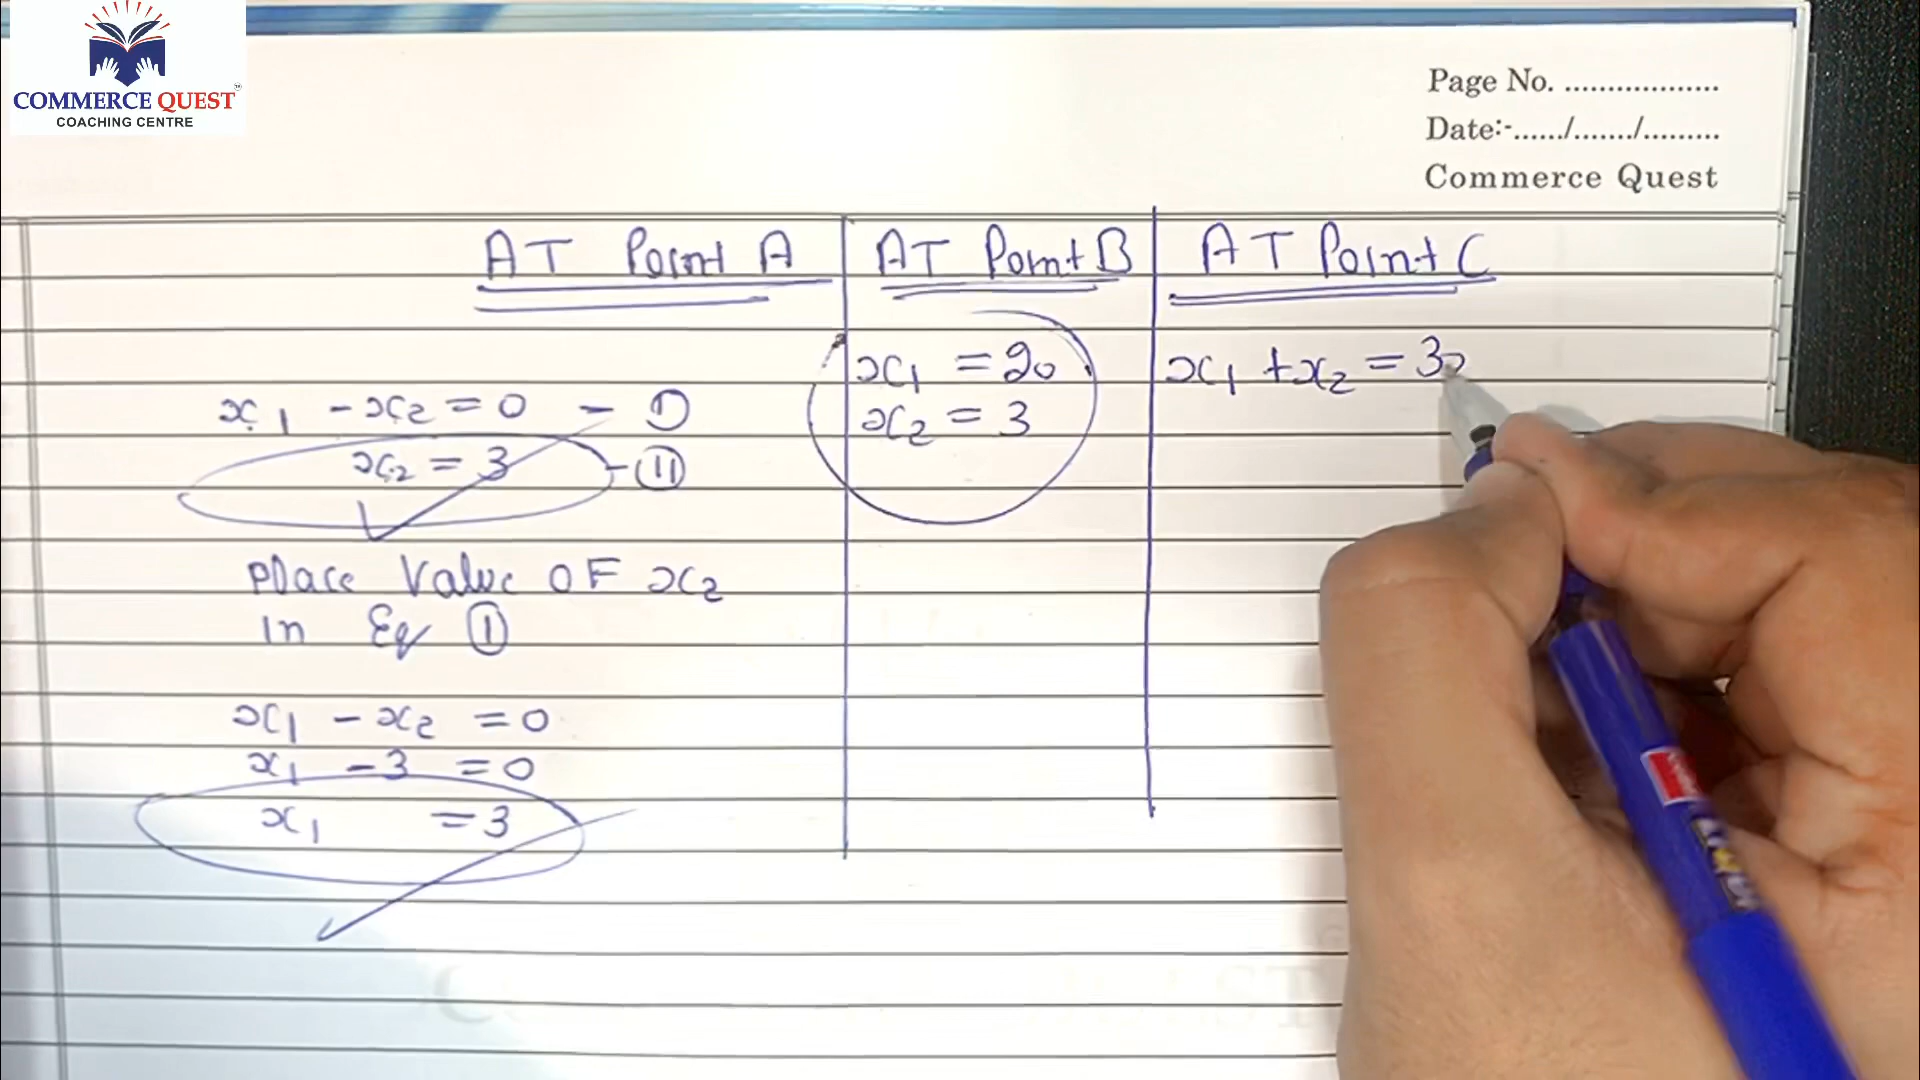 COMMERCE QUEST
COACHING CENTRE
Page No. ..................
Date:-....../......./.........
Commerce Quest
AT Point A
x₁ - x₂ = 0 - ①
x₂ = 3 - ⑪
Place Value OF x₂
in Eq ①
x₁ - x₂ = 0
x₁ - 3 = 0
x₁ = 3
AT Point B
x₁ = 20
x₂ = 3
AT Point C
x₁ + x₂ = 30